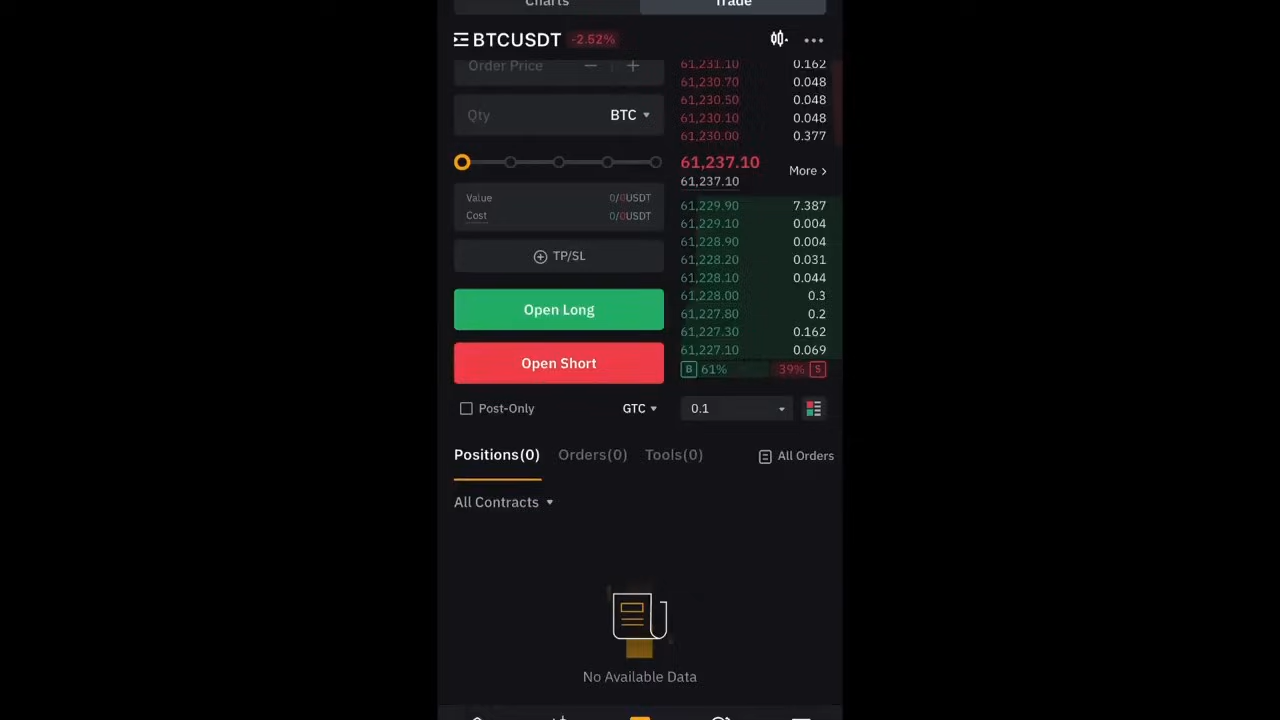 Charts Trade
BTCUSDT -2.52%
Order Price
Qty BTC
Value 0/0USDT
Cost 0/0USDT
TP/SL
Open Long
Open Short
Post-Only GTC
61,231.10 0.162
61,230.70 0.048
61,230.50 0.048
61,230.10 0.048
61,230.00 0.377
61,237.10
61,237.10
More >
61,229.90 7.387
61,229.10 0.004
61,228.90 0.004
61,228.20 0.031
61,228.10 0.044
61,228.00 0.3
61,227.80 0.2
61,227.30 0.162
61,227.10 0.069
B 61% 39% S
0.1
Positions(0) Orders(0) Tools(0) All Orders
All Contracts
No Available Data